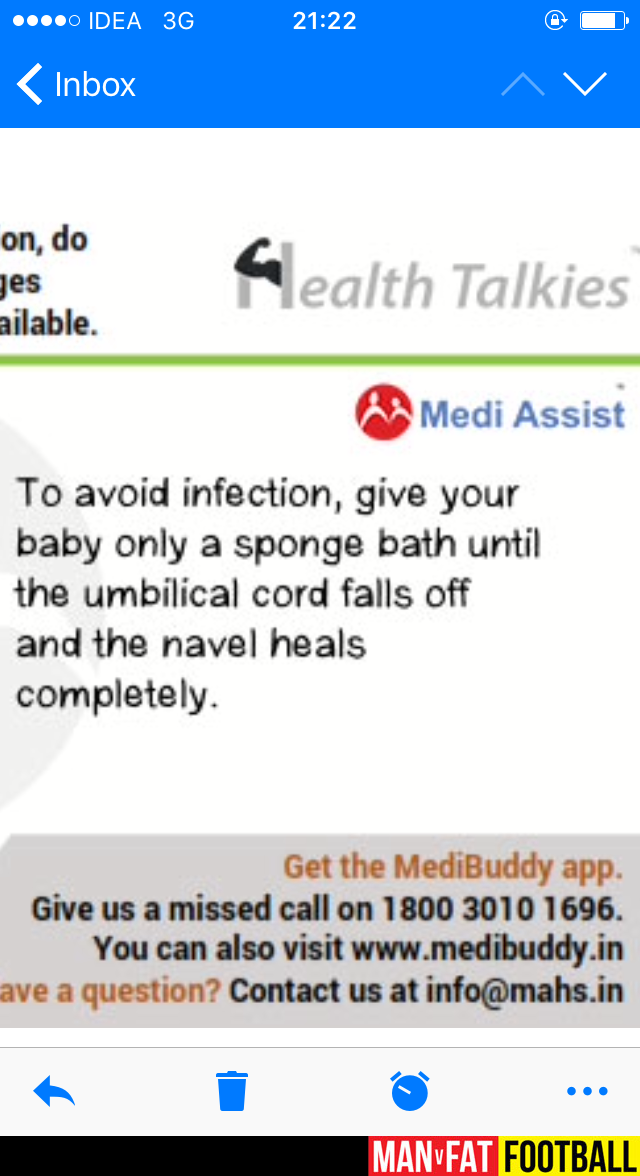 IDEA 3G 21:22
Inbox
on, do
ges
ailable.
Health Talkies
Medi Assist
To avoid infection, give your
baby only a sponge bath until
the umbilical cord falls off
and the navel heals
completely.
Get the MediBuddy app.
Give us a missed call on 1800 3010 1696.
You can also visit www.medibuddy.in
ave a question? Contact us at info@mahs.in
MAN v FAT FOOTBALL